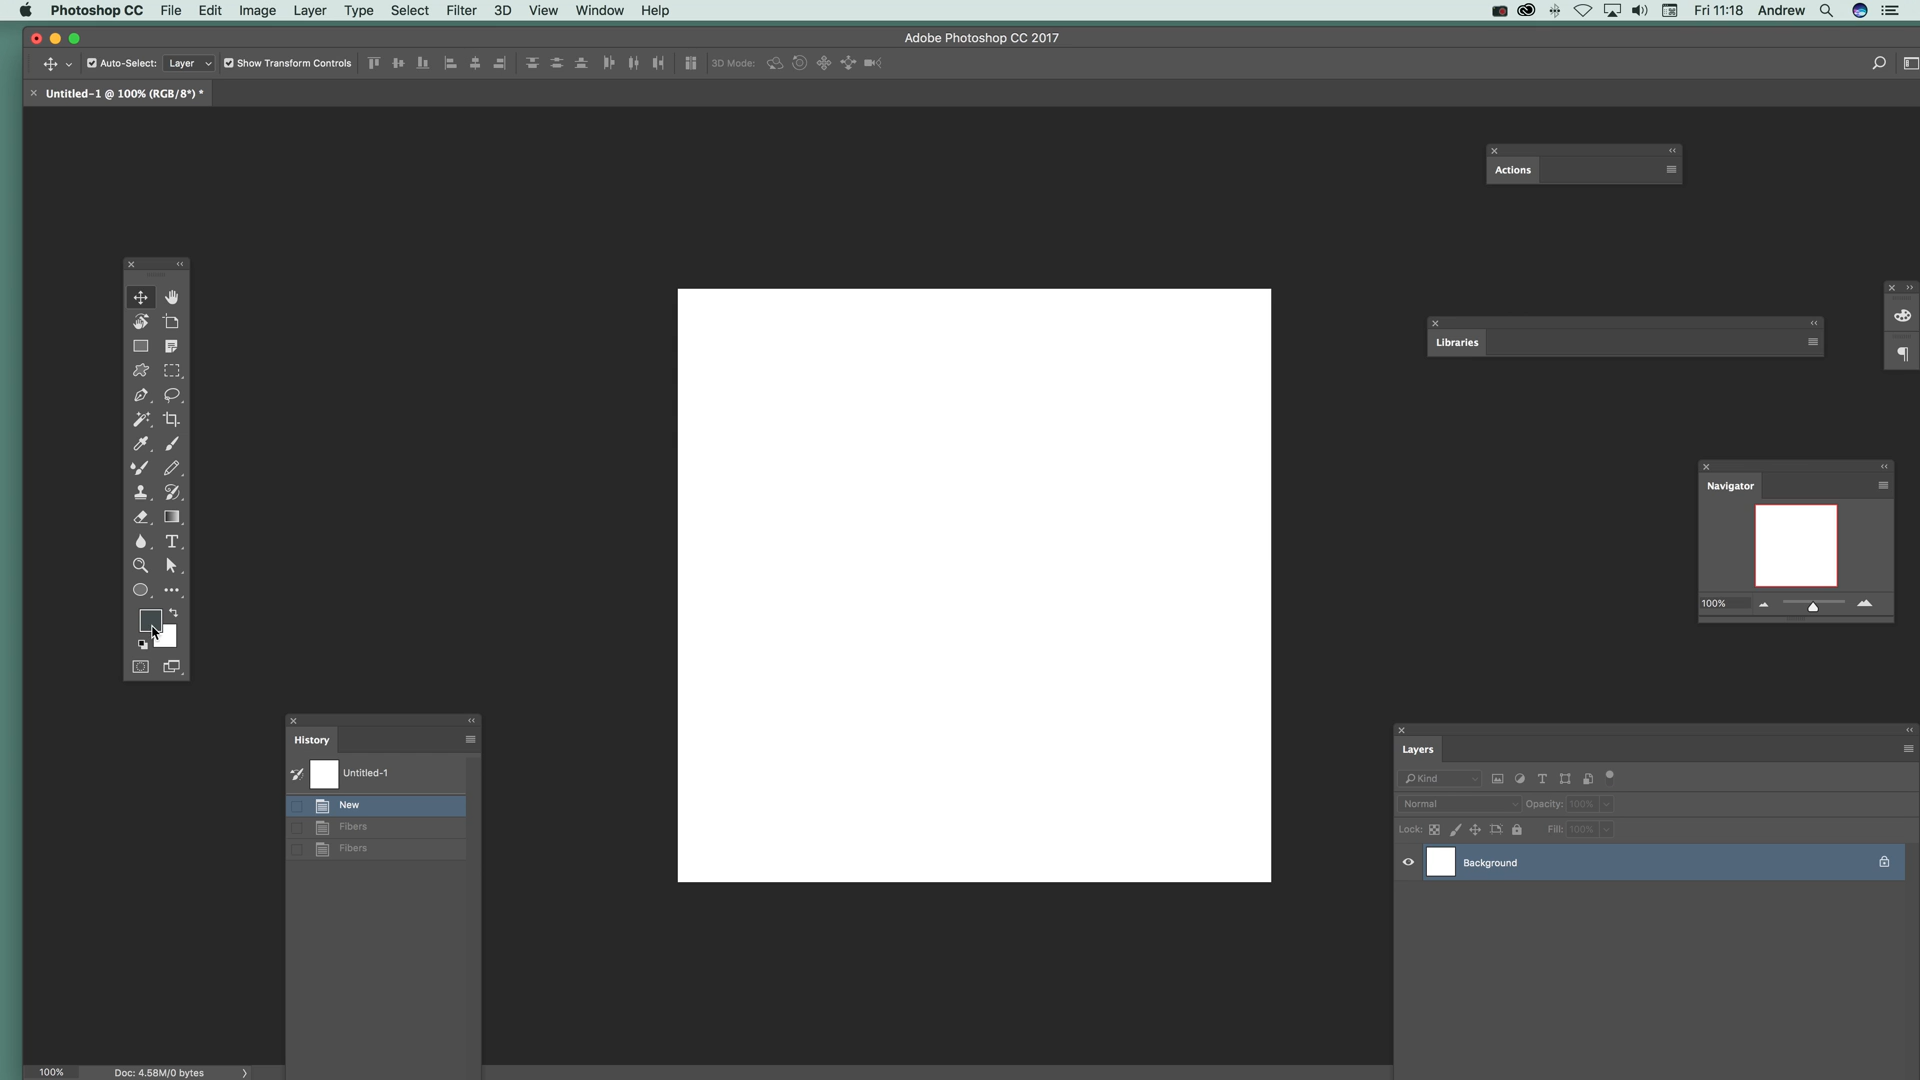 Photoshop CC File Edit Image Layer Type Select Filter 3D View Window Help Fri 11:18 Andrew
Adobe Photoshop CC 2017
Auto-Select: Layer Show Transform Controls 3D Mode:
Untitled-1 @ 100% (RGB/8*) *
Actions
Libraries
Navigator
100%
History
Untitled-1
New
Fibers
Fibers
Layers
Kind
Normal Opacity: 100%
Lock: Fill: 100%
Background
100% Doc: 4.58M/0 bytes